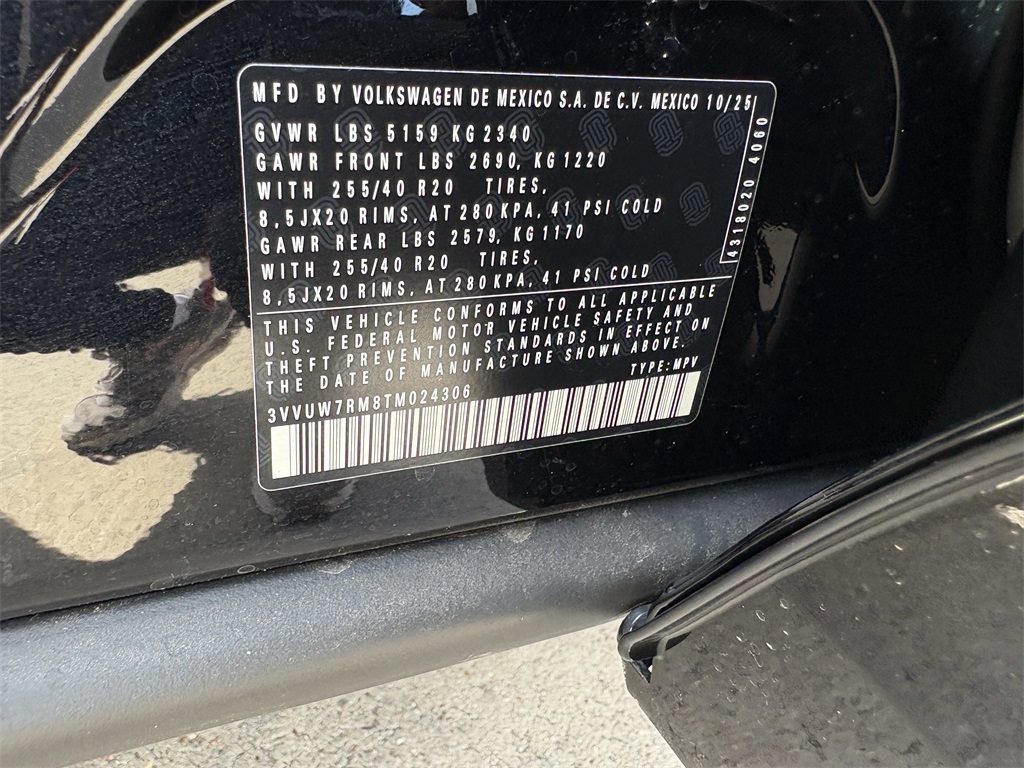 MFD BY VOLKSWAGEN DE MEXICO S.A. DE C.V. MEXICO 10/25
GVWR LBS 5159 KG 2340
GAWR FRONT LBS 2690, KG 1220
WITH 255/40 R20 TIRES,
8,5JX20 RIMS, AT 280 KPA, 41 PSI COLD
GAWR REAR LBS 2579, KG 1170
WITH 255/40 R20 TIRES,
8,5JX20 RIMS, AT 280KPA, 41 PSI COLD
THIS VEHICLE CONFORMS TO ALL APPLICABLE
U.S. FEDERAL MOTOR VEHICLE SAFETY AND
THEFT PREVENTION STANDARDS IN EFFECT ON
THE DATE OF MANUFACTURE SHOWN ABOVE.
TYPE: MPV
3VVUW7RM8TM024306
4318020 4060